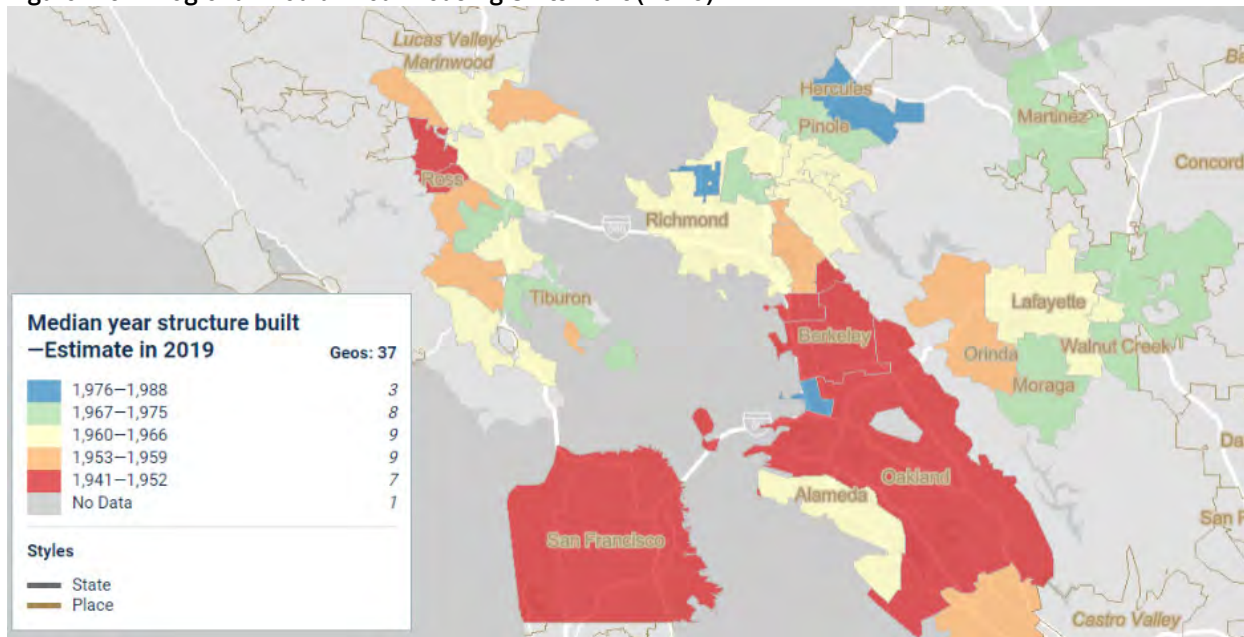 Lucas Valley-
Marinwood
Ba
Hercules
Pinole
Martinez
Concord
Ross
Richmond
580
Tiburon
Lafayette
Berkeley
Orinda
Walnut Creek
Moraga
Da
Oakland
Alameda
San F
San Francisco
Castro Valley
Median year structure built
—Estimate in 2019
Geos: 37
1,976—1,988 3
1,967—1,975 8
1,960—1,966 9
1,953—1,959 9
1,941—1,952 7
No Data 1
Styles
State
Place